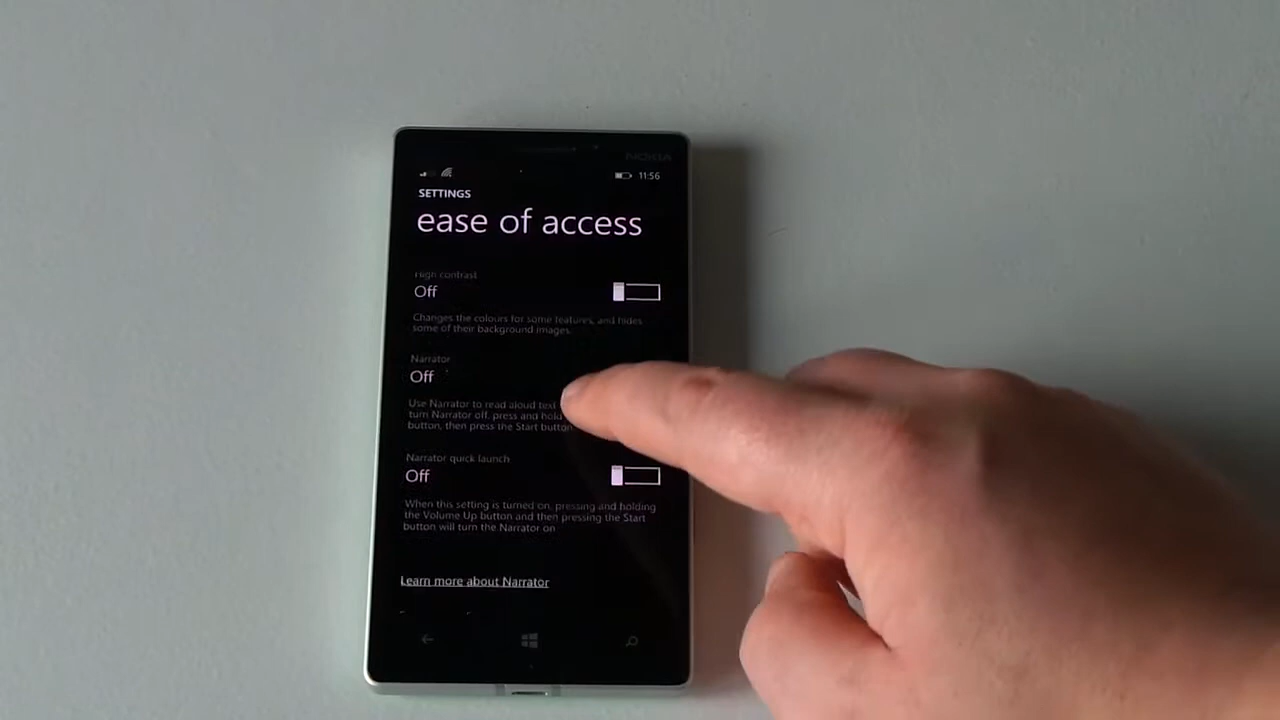 NOKIA
11:56
SETTINGS
ease of access
High contrast
Off
Changes the colours for some features, and hides
some of their background images.
Narrator
Off
Use Narrator to read aloud text
turn Narrator off, press and hold
button, then press the Start button
Narrator quick launch
Off
When this setting is turned on, pressing and holding
the Volume Up button and then pressing the Start
button will turn the Narrator on
Learn more about Narrator